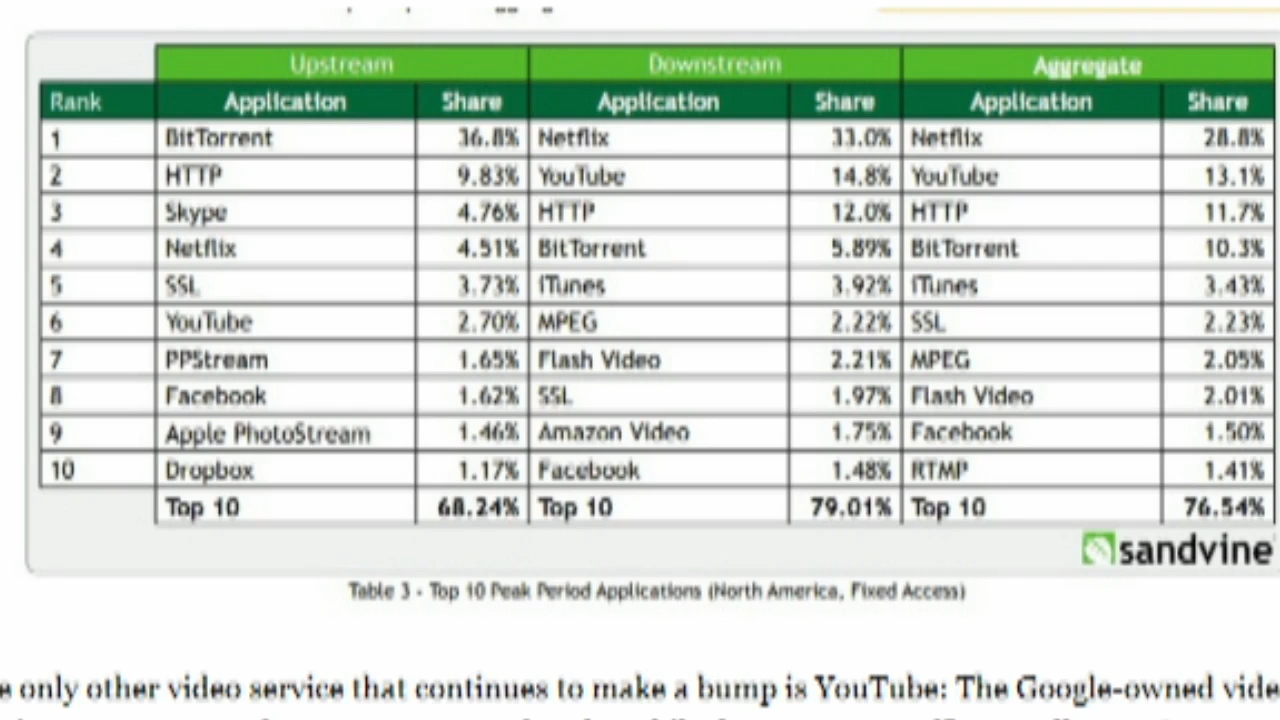 Upstream Downstream Aggregate
Rank Application Share Application Share Application Share
1 BitTorrent 36.8% Netflix 33.0% Netflix 28.8%
2 HTTP 9.83% YouTube 14.8% YouTube 13.1%
3 Skype 4.76% HTTP 12.0% HTTP 11.7%
4 Netflix 4.51% BitTorrent 5.89% BitTorrent 10.3%
5 SSL 3.73% iTunes 3.92% iTunes 3.43%
6 YouTube 2.70% MPEG 2.22% SSL 2.23%
7 PPStream 1.65% Flash Video 2.21% MPEG 2.05%
8 Facebook 1.62% SSL 1.97% Flash Video 2.01%
9 Apple PhotoStream 1.46% Amazon Video 1.75% Facebook 1.50%
10 Dropbox 1.17% Facebook 1.48% RTMP 1.41%
Top 10 68.24% Top 10 79.01% Top 10 76.54%
sandvine
Table 3 - Top 10 Peak Period Applications (North America, Fixed Access)
only other video service that continues to make a bump is YouTube: The Google-owned